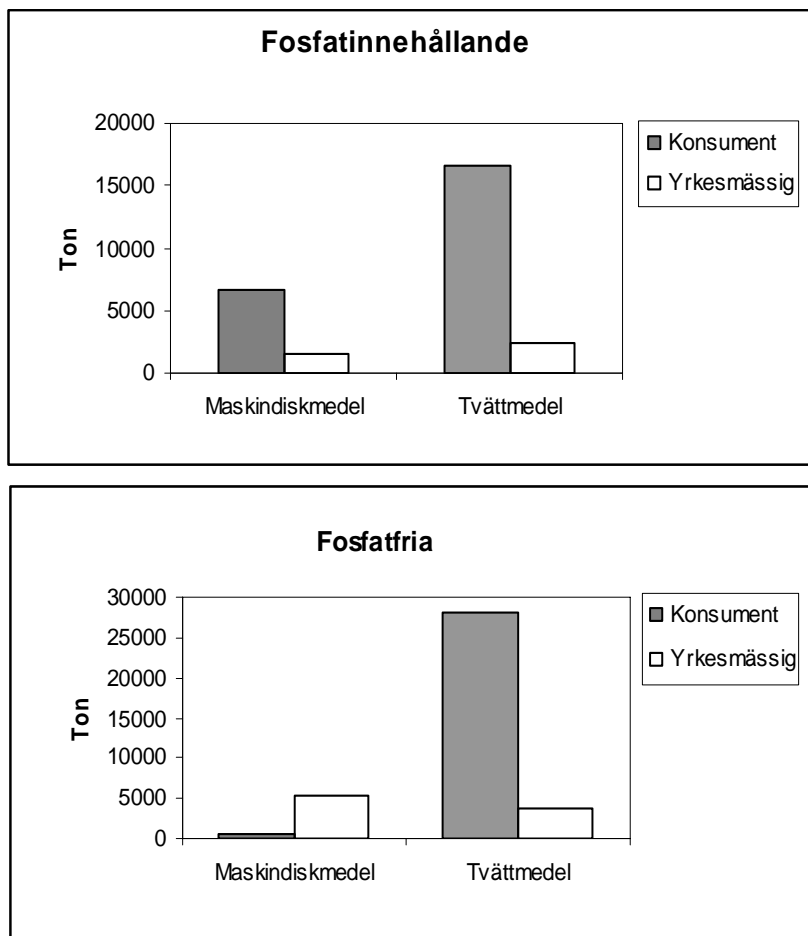 Fosfatinnehållande
20000
15000
10000
5000
0
Ton
Maskindiskmedel Tvättmedel
Konsument
Yrkesmässig
Fosfatfria
30000
25000
20000
15000
10000
5000
0
Ton
Maskindiskmedel Tvättmedel
Konsument
Yrkesmässig